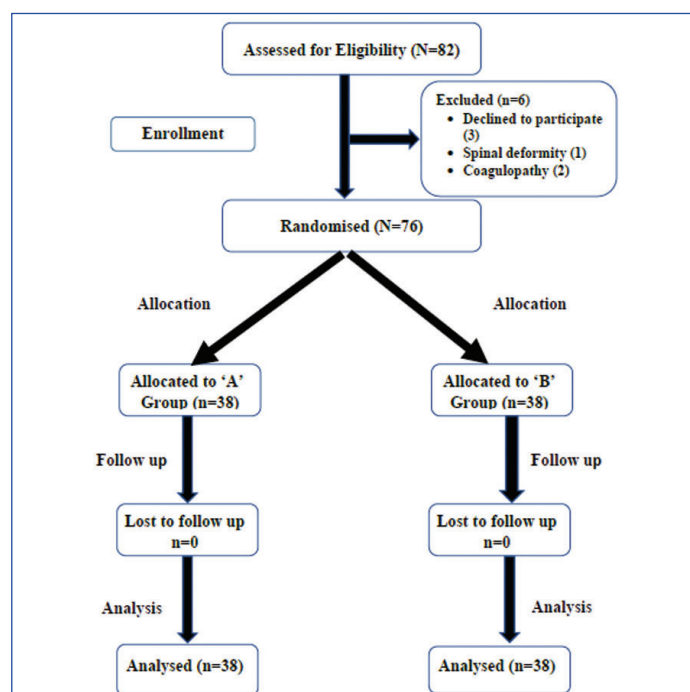 Assessed for Eligibility (N=82)
Enrollment
Excluded (n=6)
• Declined to participate
(3)
• Spinal deformity (1)
• Coagulopathy (2)
Randomised (N=76)
Allocation
Allocation
Allocated to ‘A’
Group (n=38)
Allocated to ‘B’
Group (n=38)
Follow up
Follow up
Lost to follow up
n=0
Lost to follow up
n=0
Analysis
Analysis
Analysed (n=38)
Analysed (n=38)